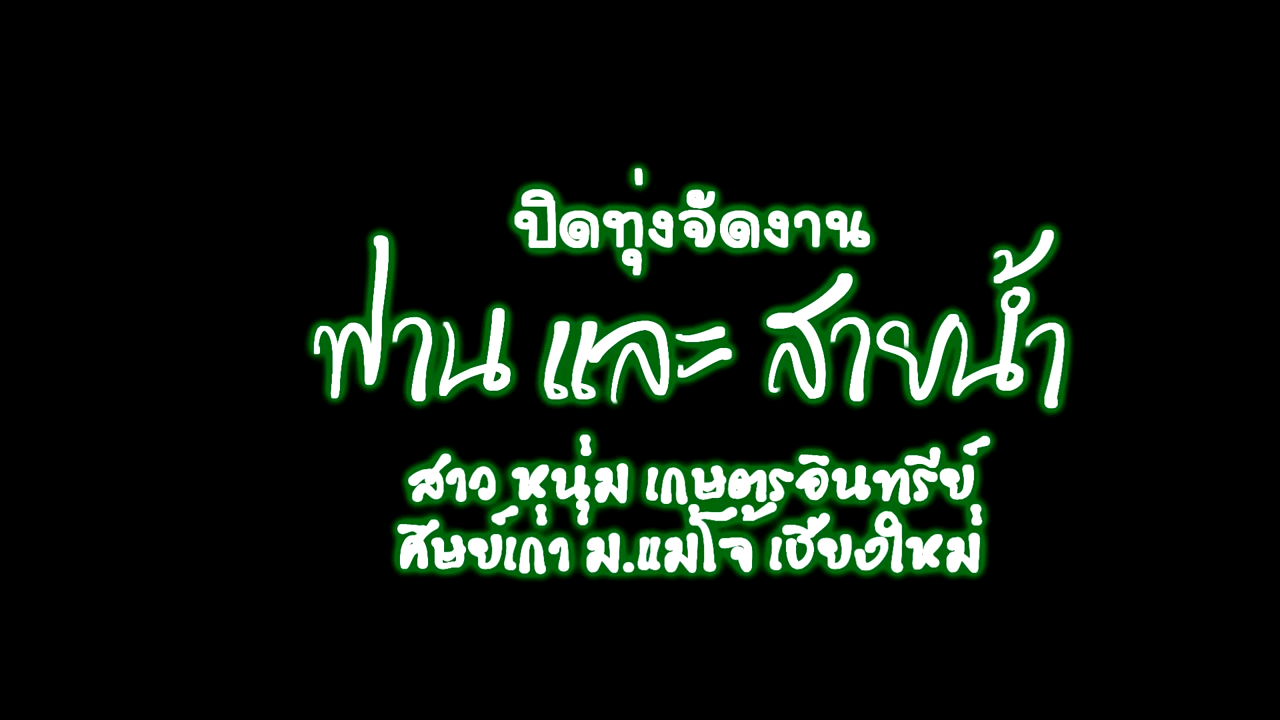 ปิดทุ่งจัดงาน
ฟาน และ สายน้ำ
สาว หนุ่ม เกษตรอินทรีย์
ศิษย์เก่า ม.แม่โจ้ เชียงใหม่